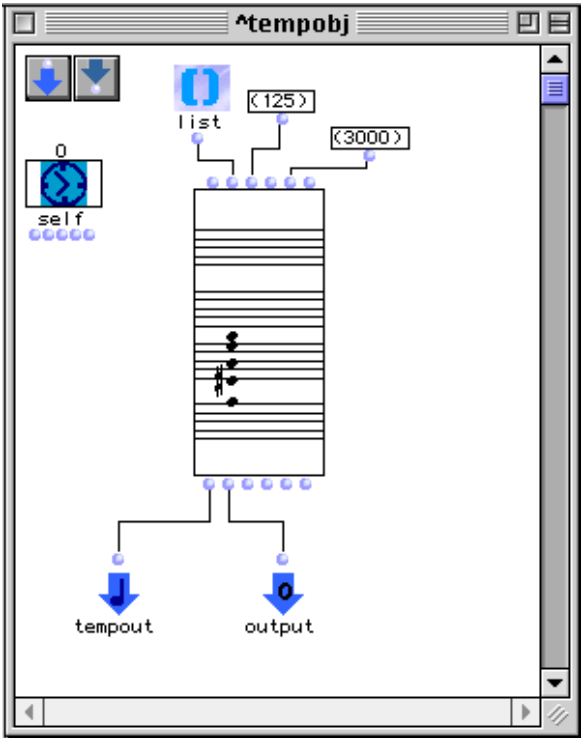 ^tempobj
list
(125)
(3000)
0
self
tempout
o
output